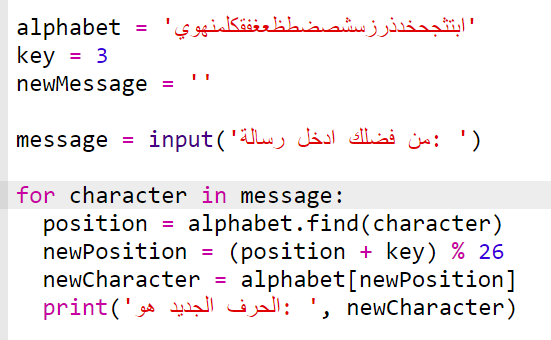 alphabet = 'ابتثجحخدذرزسشصضطظعغفقكلمنهوي'
key = 3
newMessage = ''
message = input('من فضلك ادخل رسالة: ')
for character in message:
position = alphabet.find(character)
newPosition = (position + key) % 26
newCharacter = alphabet[newPosition]
print('الحرف الجديد هو: ', newCharacter)